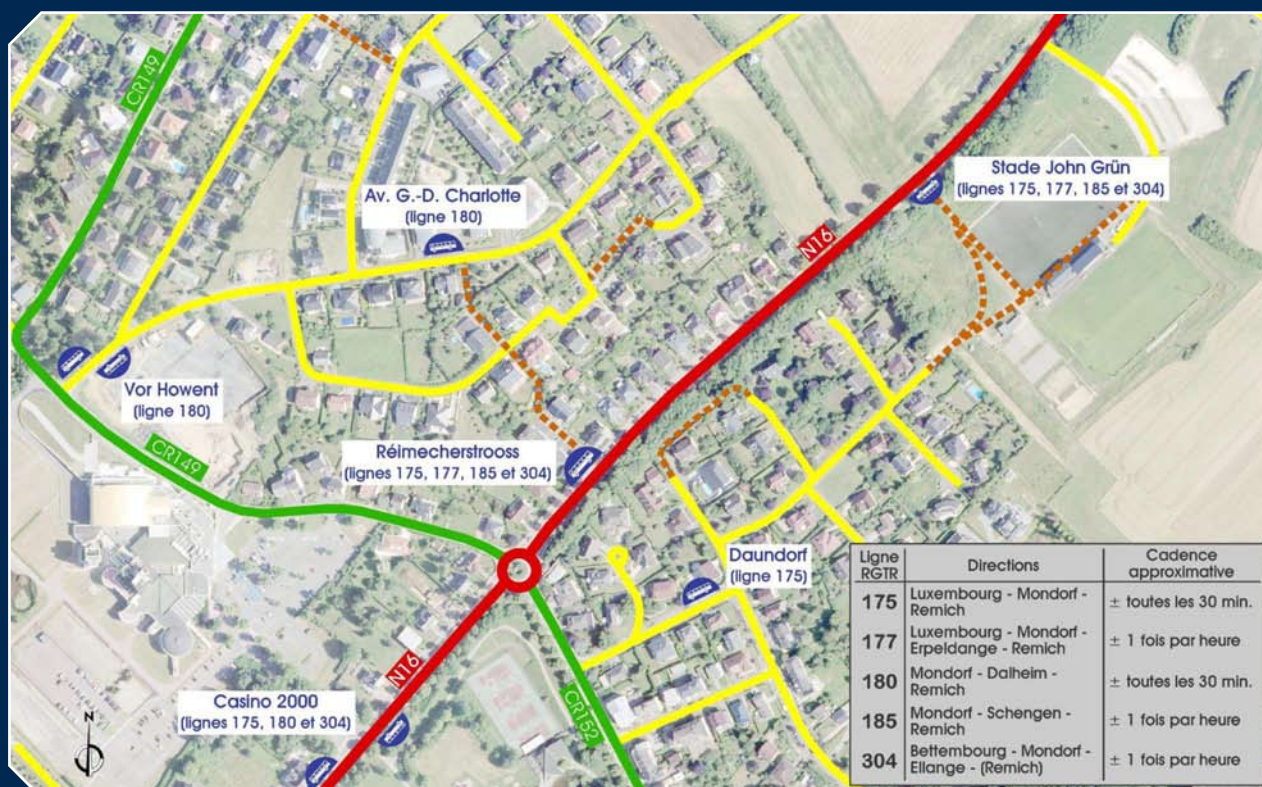 CR149
Av. G.-D. Charlotte
(ligne 180)
Stade John Grün
(lignes 175, 177, 185 et 304)
N16
Vor Howent
(ligne 180)
CR149
Réimecherstrooss
(lignes 175, 177, 185 et 304)
Daundorf
(ligne 175)
N16
Casino 2000
(lignes 175, 180 et 304)
CR152
N
Ligne RGTR Directions Cadence approximative
175 Luxembourg - Mondorf - Remich ± toutes les 30 min.
177 Luxembourg - Mondorf - Erpeldange - Remich ± 1 fois par heure
180 Mondorf - Dalheim - Remich ± toutes les 30 min.
185 Mondorf - Schengen - Remich ± 1 fois par heure
304 Bettembourg - Mondorf - Ellange - (Remich) ± 1 fois par heure